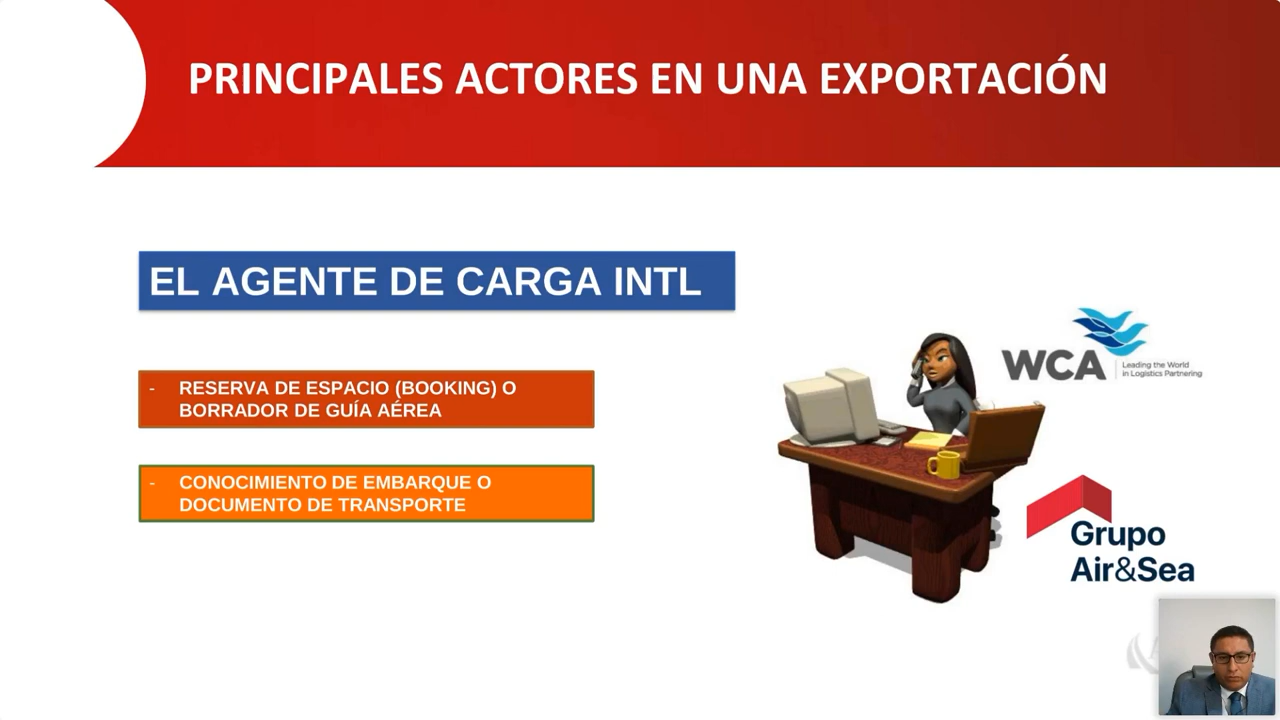 PRINCIPALES ACTORES EN UNA EXPORTACIÓN
EL AGENTE DE CARGA INTL
- RESERVA DE ESPACIO (BOOKING) O
BORRADOR DE GUÍA AÉREA
- CONOCIMIENTO DE EMBARQUE O
DOCUMENTO DE TRANSPORTE
WCA
Leading the World
in Logistics Partnering
Grupo
Air&Sea